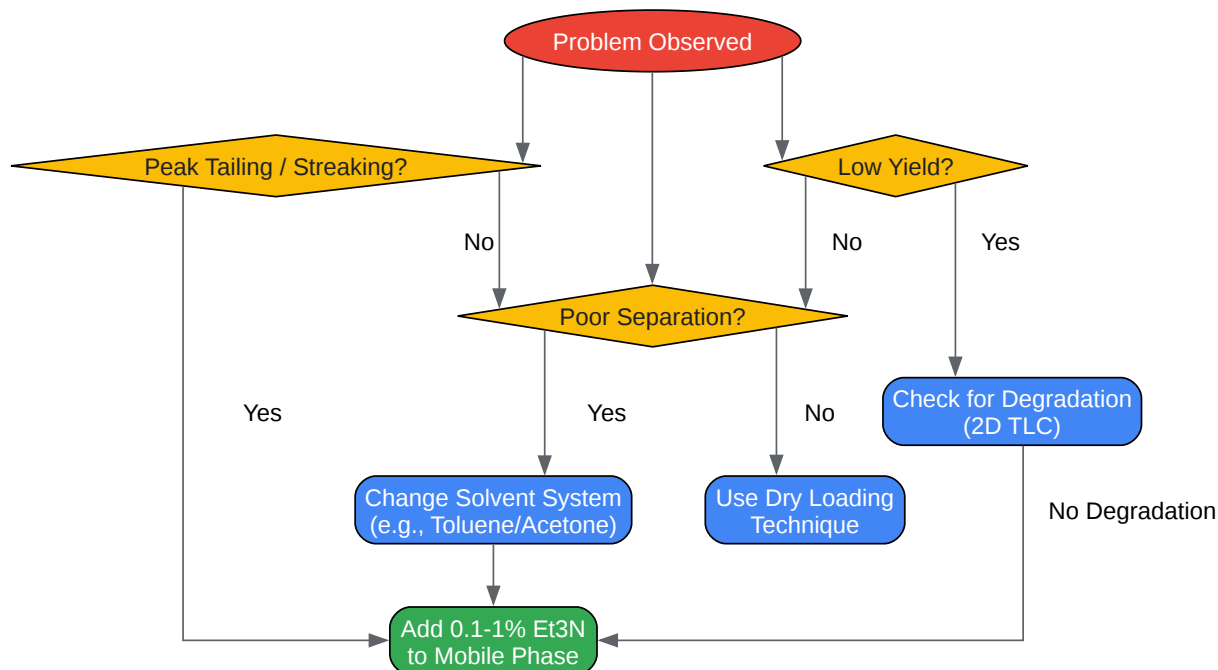 Problem Observed
Peak Tailing / Streaking?
Low Yield?
No
No
Yes
Poor Separation?
Yes
Yes
No
Check for Degradation
(2D TLC)
Change Solvent System
(e.g., Toluene/Acetone)
Use Dry Loading
Technique
No Degradation
Add 0.1-1% Et3N
to Mobile Phase